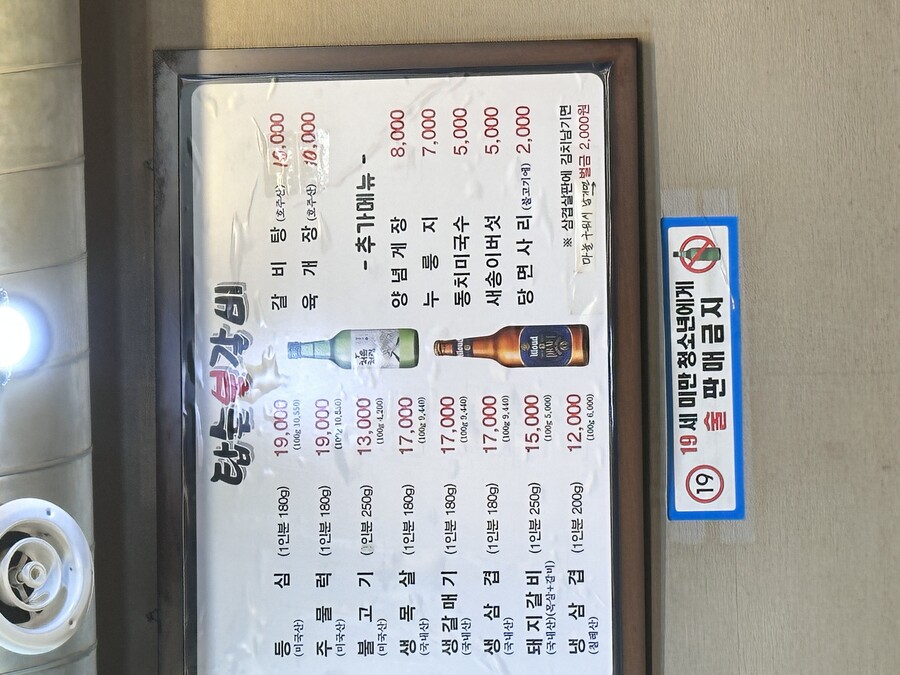 탑손불갈비
등 심 (1인분 180g) 19,000
(미국산) (100g 10,550)
주 물 럭 (1인분 180g) 19,000
(미국산)
불 고 기 (1인분 250g) 13,000
(미국산) (100g 4,200)
생 목 살 (1인분 180g) 17,000
(국내산) (100g 9,440)
생 갈 매 기 (1인분 180g) 17,000
(국내산) (100g 9,440)
생 삼 겹 (1인분 180g) 17,000
(국내산) (100g 9,440)
돼 지 갈 비 (1인분 250g) 15,000
(국내산)(목살+갈비) (100g 5,000)
냉 삼 겹 (1인분 200g) 12,000
(칠레산) (100g 6,000)
처음처럼
Kloud
DRAFT
갈 비 탕 (호주산) 10,000
육 개 장 (호주산) 10,000
- 추가메뉴 -
양 념 게 장 8,000
누 룽 지 7,000
동치미국수 5,000
새송이버섯 5,000
당 면 사 리 (불고기에) 2,000
※ 삼겹살판에 김치남기면
벌금 2,000원
19
19세 미만 청소년에게
술 판매금지